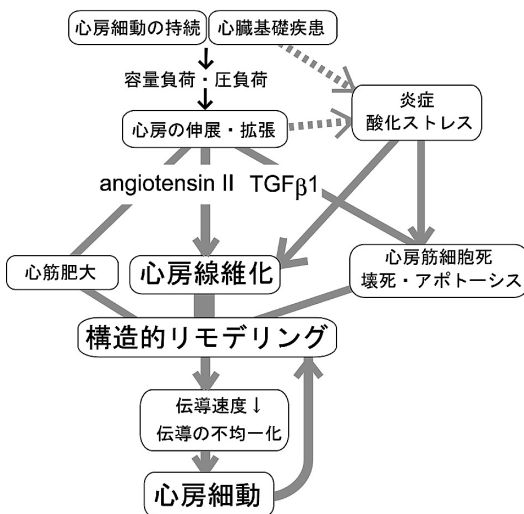 心房細動の持続
心臓基礎疾患
容量負荷・圧負荷
炎症
酸化ストレス
心房の伸展・拡張
angiotensin II TGFβ1
心筋肥大
心房線維化
心房筋細胞死
壊死・アポトーシス
構造的リモデリング
伝導速度↓
伝導の不均一化
心房細動